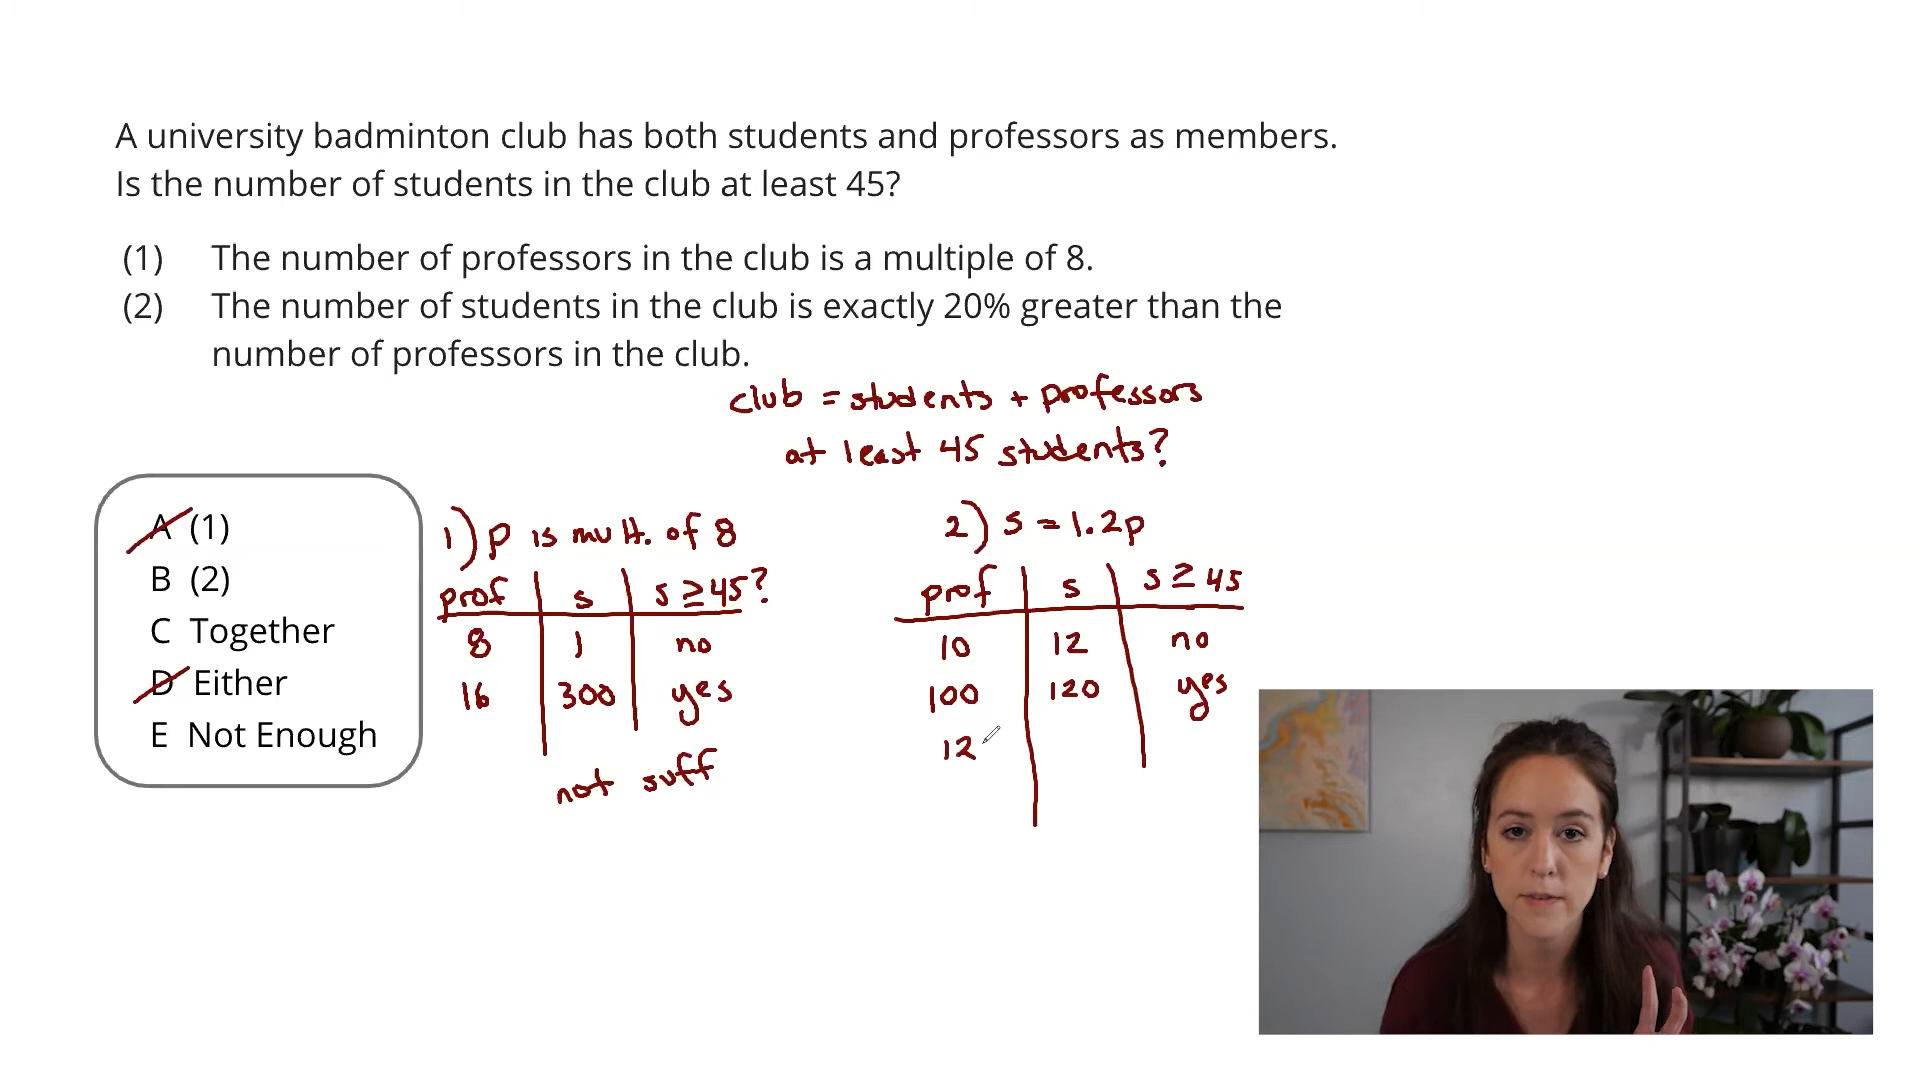 A university badminton club has both students and professors as members.
Is the number of students in the club at least 45?
(1) The number of professors in the club is a multiple of 8.
(2) The number of students in the club is exactly 20% greater than the
number of professors in the club.
club = students + professors
at least 45 students?
A (1)
B (2)
C Together
D Either
E Not Enough
1) p is mult. of 8
prof s s ≥ 45?
8 1 no
16 300 yes
not suff
2) s = 1.2p
prof s s ≥ 45
10 12 no
100 120 yes
12